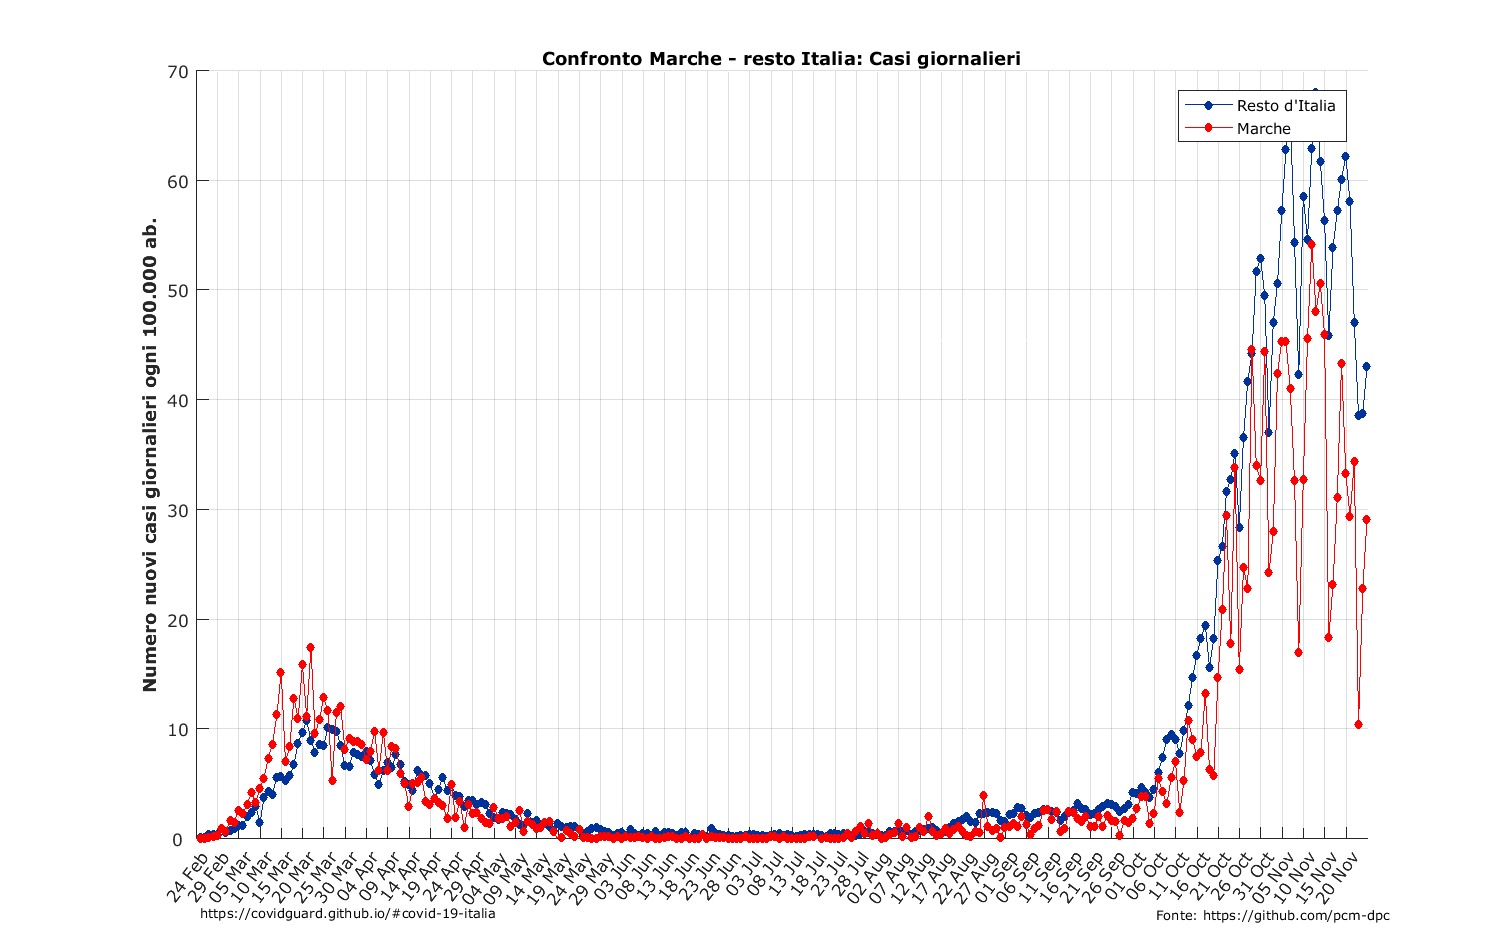 Confronto Marche - resto Italia: Casi giornalieri
Resto d'Italia
Marche
Numero nuovi casi giornalieri ogni 100.000 ab.
70
60
50
40
30
20
10
0
24 Feb
29 Feb
05 Mar
10 Mar
15 Mar
20 Mar
25 Mar
30 Mar
04 Apr
09 Apr
14 Apr
19 Apr
24 Apr
29 Apr
04 May
09 May
14 May
19 May
24 May
29 May
03 Jun
08 Jun
13 Jun
18 Jun
23 Jun
28 Jun
03 Jul
08 Jul
13 Jul
18 Jul
23 Jul
28 Jul
02 Aug
07 Aug
12 Aug
17 Aug
22 Aug
27 Aug
01 Sep
06 Sep
11 Sep
16 Sep
21 Sep
26 Sep
01 Oct
06 Oct
11 Oct
16 Oct
21 Oct
26 Oct
31 Oct
05 Nov
10 Nov
15 Nov
20 Nov
https://covidguard.github.io/#covid-19-italia
Fonte: https://github.com/pcm-dpc